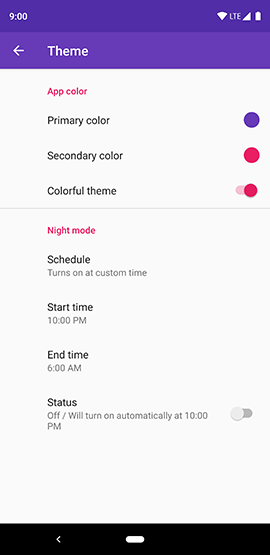 9:00
LTE
Theme
App color
Primary color
Secondary color
Colorful theme
Night mode
Schedule
Turns on at custom time
Start time
10:00 PM
End time
6:00 AM
Status
Off / Will turn on automatically at 10:00
PM